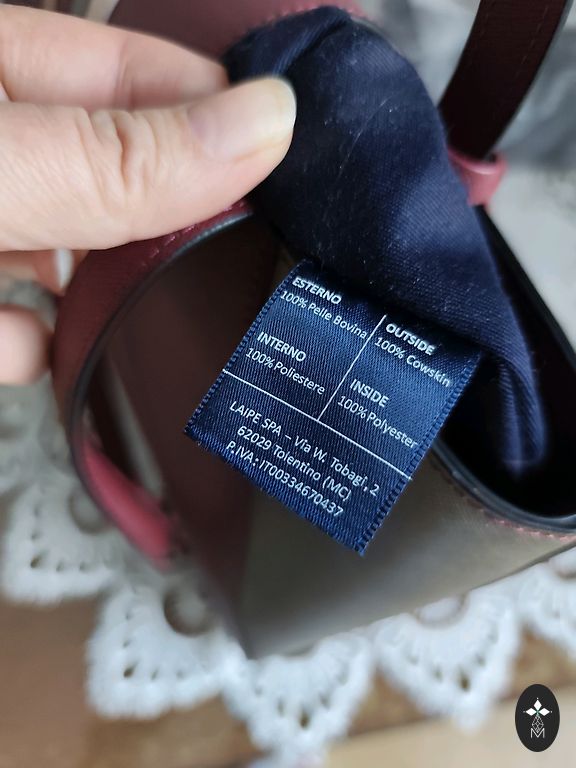 ESTERNO
100% Pelle Bovina
OUTSIDE
100% Cowskin
INTERNO
100% Poliestere
INSIDE
100% Polyester
LAIPE SPA – Via W. Tobagi, 2
62029 Tolentino (MC)
P.IVA: IT00334670437
M